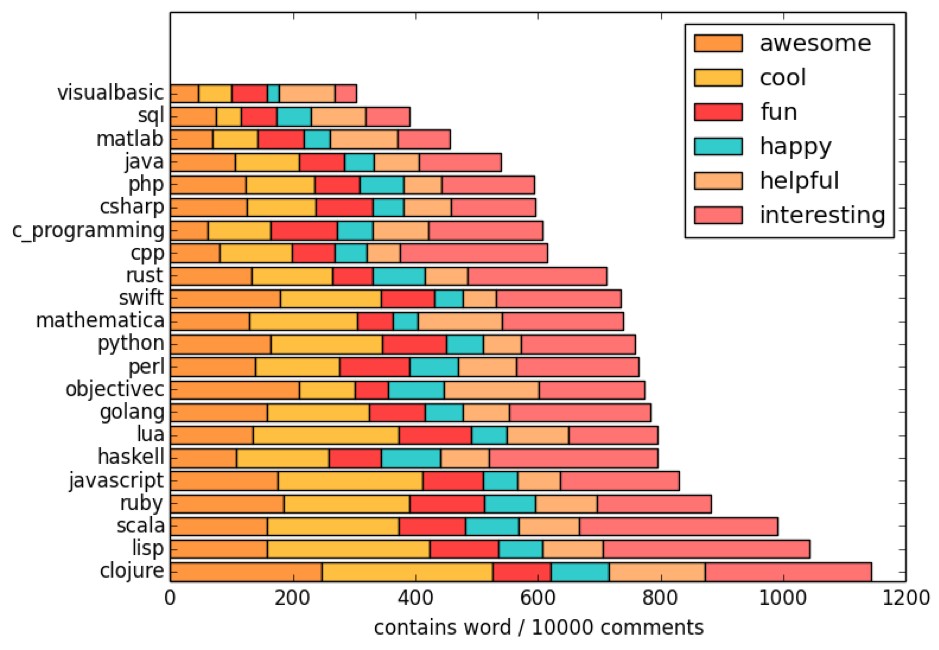 awesome
cool
fun
happy
helpful
interesting
visualbasic
sql
matlab
java
php
csharp
c_programming
cpp
rust
swift
mathematica
python
perl
objectivec
golang
lua
haskell
javascript
ruby
scala
lisp
clojure
0 200 400 600 800 1000 1200
contains word / 10000 comments